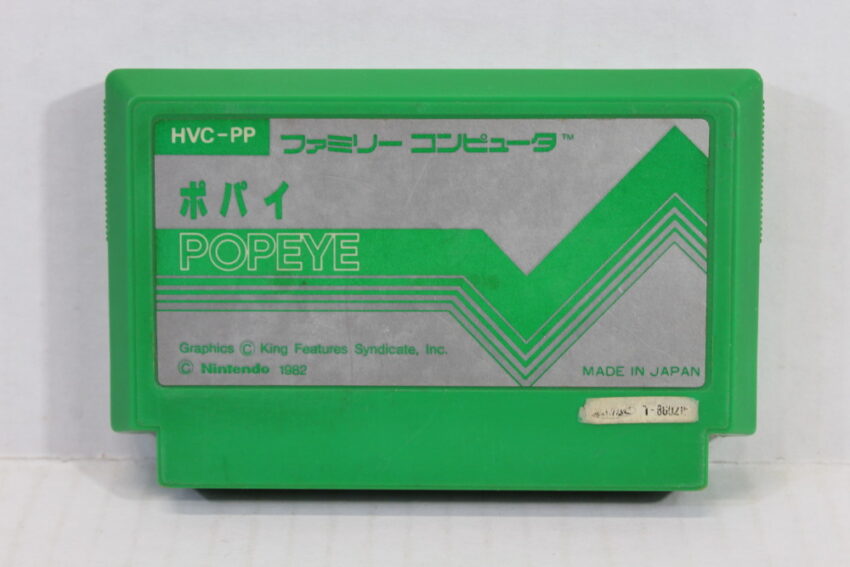 HVC-PP
ファミリー コンピュータ™
ポパイ
POPEYE
Graphics © King Features Syndicate, Inc.
© Nintendo 1982
MADE IN JAPAN